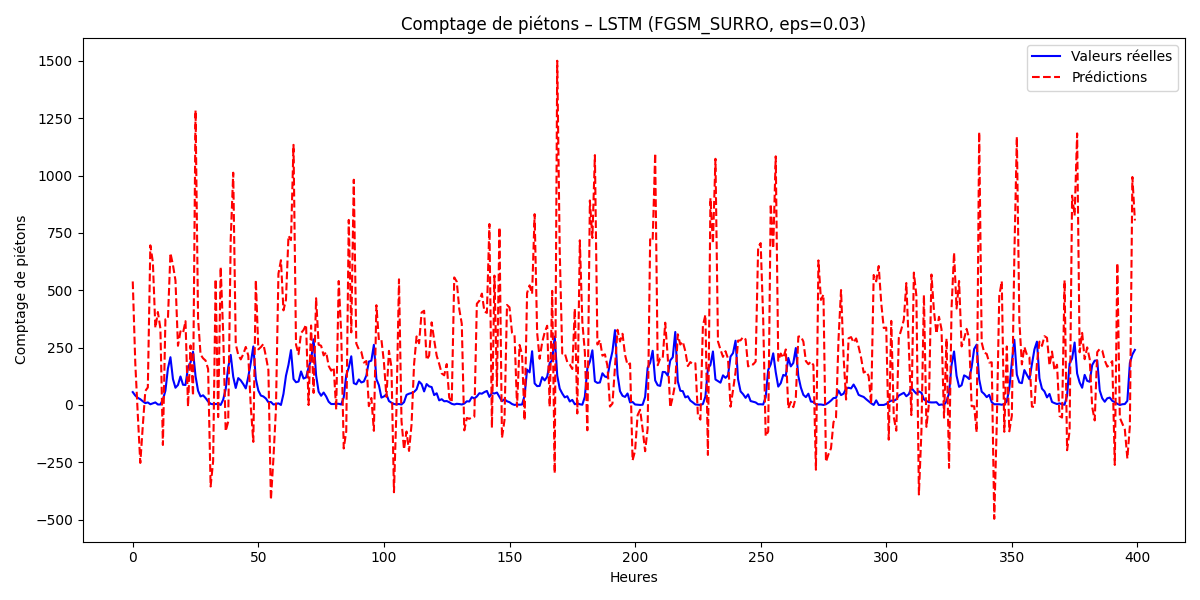 Comptage de piétons – LSTM (FGSM_SURRO, eps=0.03)
Valeurs réelles
Prédictions
Comptage de piétons
1500
1250
1000
750
500
250
0
−250
−500
0 50 100 150 200 250 300 350 400
Heures